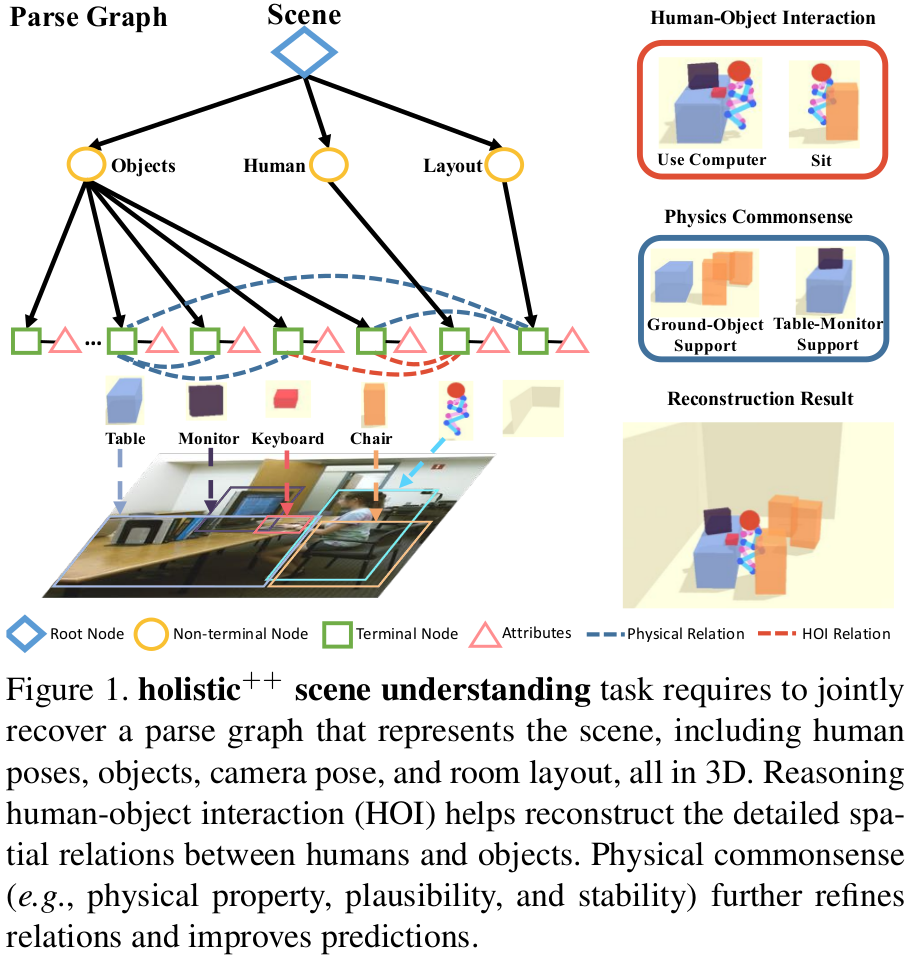 Parse Graph
Scene
Objects
Human
Layout
...
Table
Monitor
Keyboard
Chair
Human-Object Interaction
Use Computer
Sit
Physics Commonsense
Ground-Object
Support
Table-Monitor
Support
Reconstruction Result
Root Node
Non-terminal Node
Terminal Node
Attributes
Physical Relation
HOI Relation
Figure 1. holistic++ scene understanding task requires to jointly
recover a parse graph that represents the scene, including human
poses, objects, camera pose, and room layout, all in 3D. Reasoning
human-object interaction (HOI) helps reconstruct the detailed spa-
tial relations between humans and objects. Physical commonsense
(e.g., physical property, plausibility, and stability) further refines
relations and improves predictions.